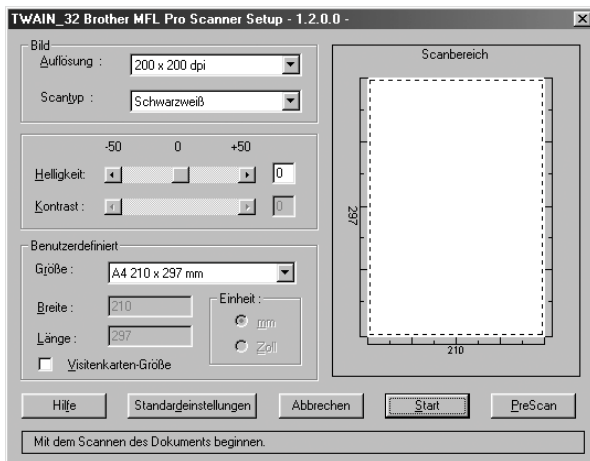 TWAIN_32 Brother MFL Pro Scanner Setup - 1.2.0.0 -
Bild
Auflösung :
200 x 200 dpi
Scantyp :
Schwarzweiß
-50 0 +50
Helligkeit:
0
Kontrast :
0
Benutzerdefiniert
Größe :
A4 210 x 297 mm
Breite :
210
Länge :
297
Einheit :
mm
Zoll
Visitenkarten-Größe
Scanbereich
297
210
Hilfe
Standardeinstellungen
Abbrechen
Start
PreScan
Mit dem Scannen des Dokuments beginnen.